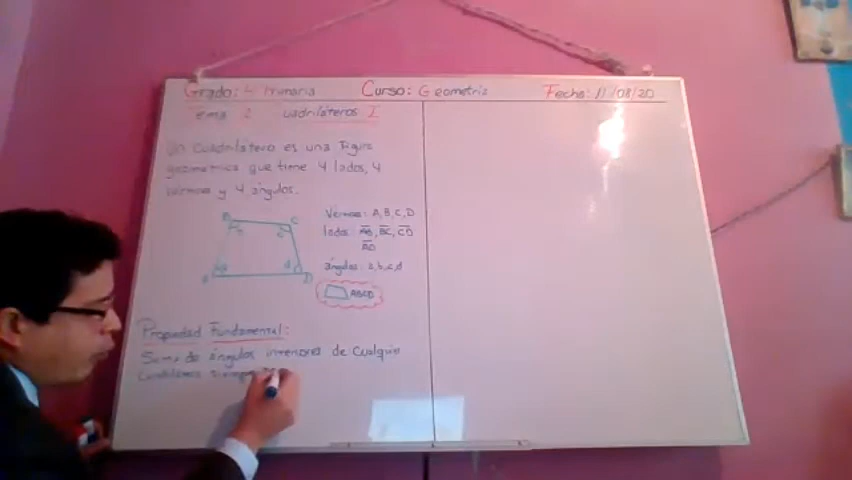 Grado: 4 Primaria Curso: Geometría Fecha: 11/08/20
Tema: Cuadriláteros I
Un Cuadrilátero es una Figura
geometrica que tiene 4 lados, 4
vértices y 4 ángulos.
B C
Vértices: A, B, C, D
lados: AB, BC, CD
AD
D
ángulos: a, b, c, d
ABCD
Propiedad Fundamental:
Suma de ángulos interiores de Cualquier
Cuadrilátero siempre